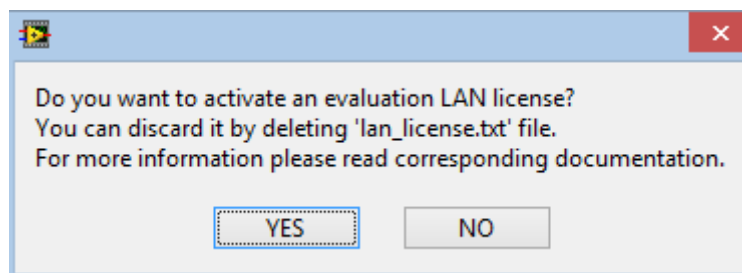 Do you want to activate an evaluation LAN license?
You can discard it by deleting 'lan_license.txt' file.
For more information please read corresponding documentation.
YES NO